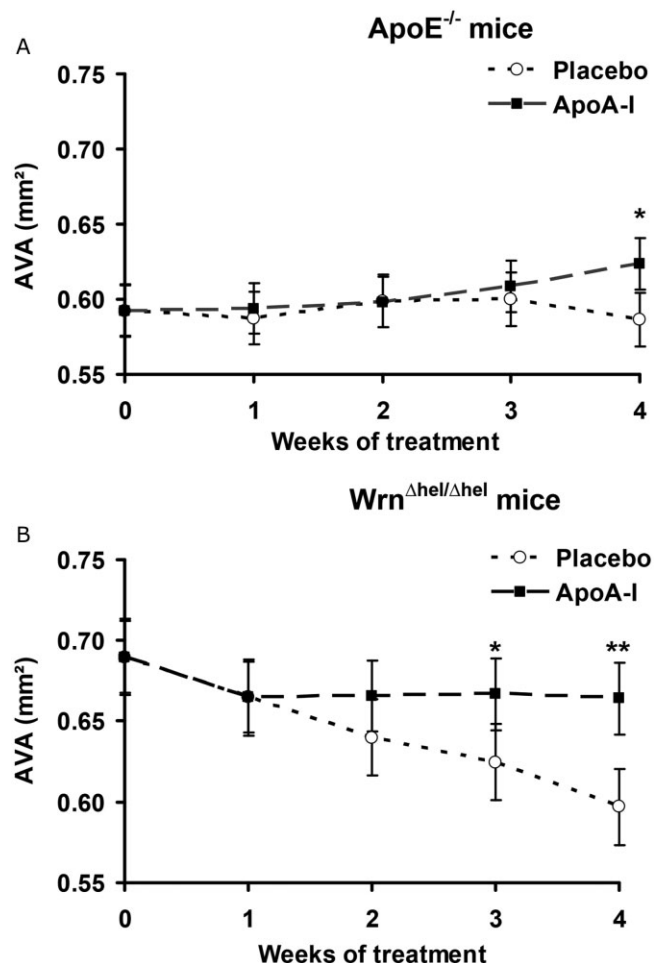 A
ApoE-/- mice
Placebo
ApoA-I
0.75
0.70
0.65
0.60
0.55
AVA (mm²)
*
0 1 2 3 4
Weeks of treatment
WrnΔhel/Δhel mice
B
Placebo
ApoA-I
0.75
0.70
0.65
0.60
0.55
AVA (mm²)
* **
0 1 2 3 4
Weeks of treatment